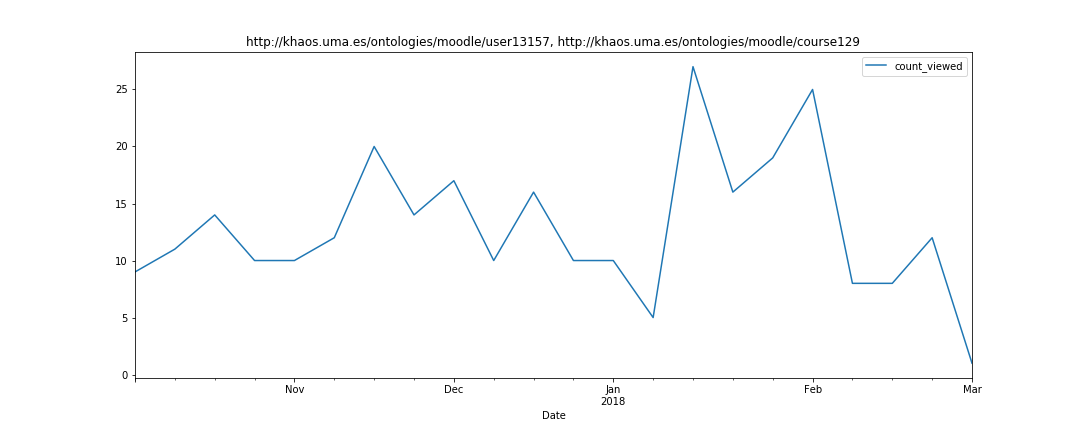 http://khaos.uma.es/ontologies/moodle/user13157, http://khaos.uma.es/ontologies/moodle/course129
count_viewed
25
20
15
10
5
0
Nov
Dec
Jan
2018
Feb
Mar
Date